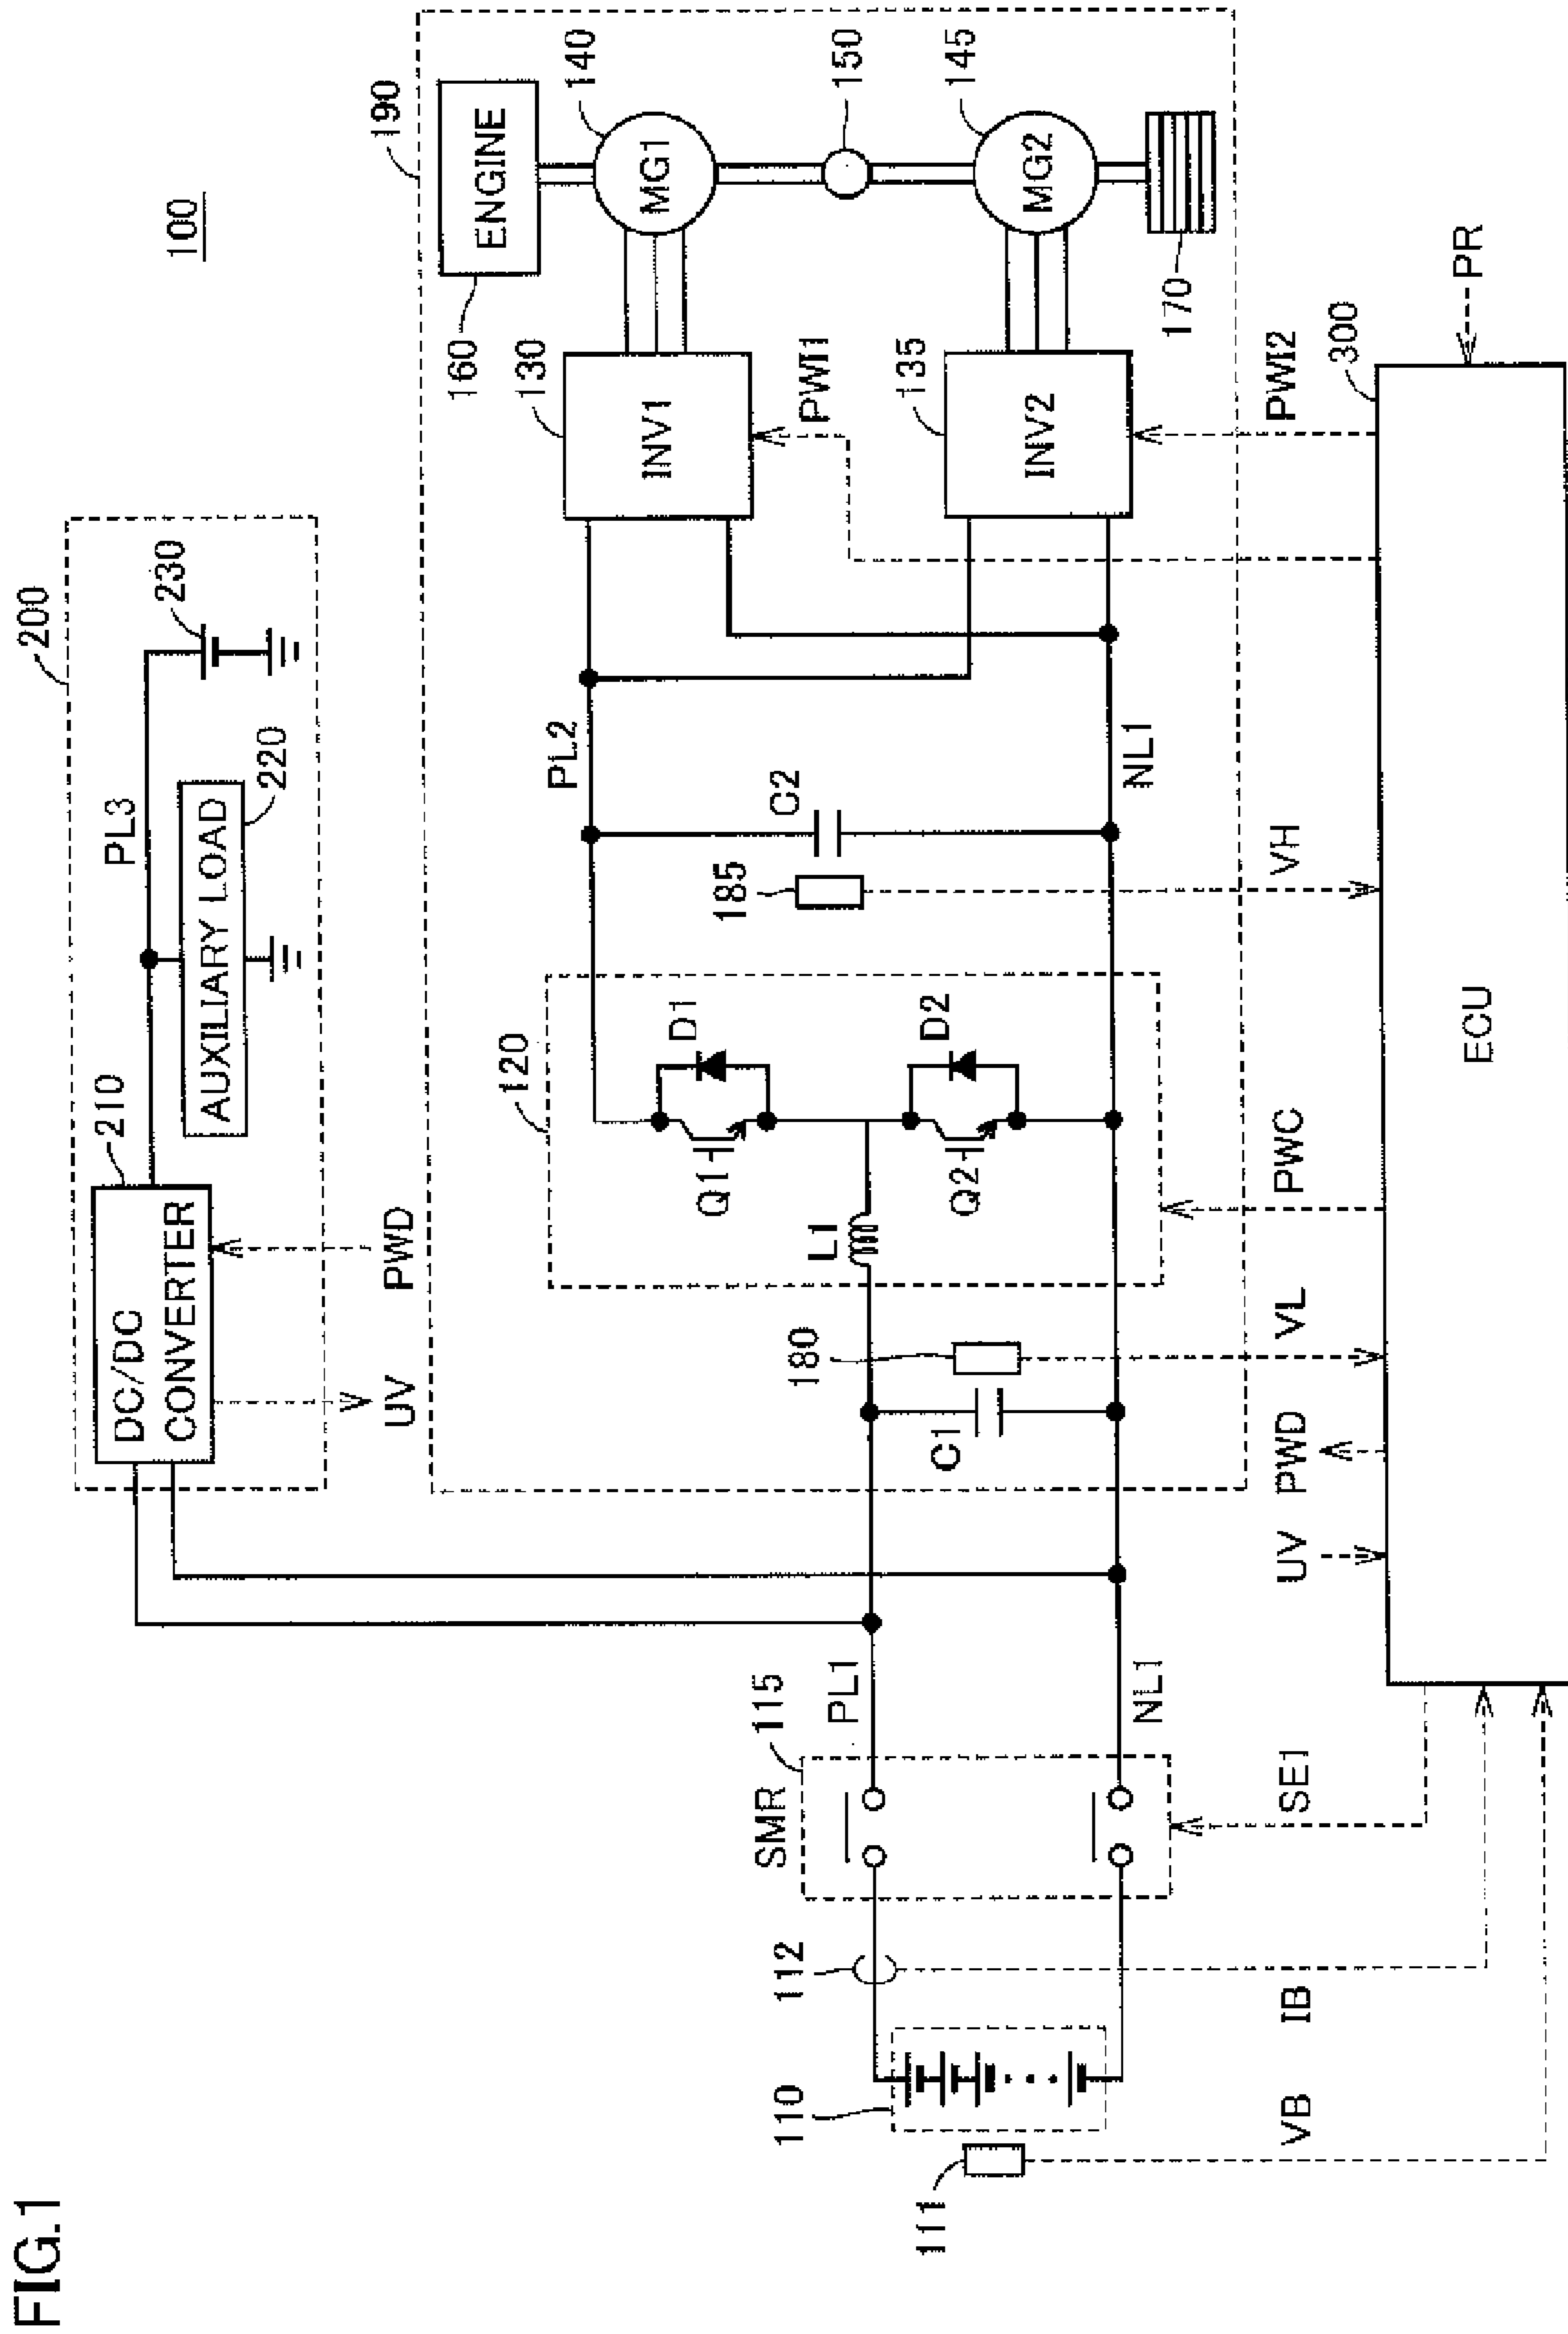 FIG.1
100
200
210
DC/DC
CONVERTER
PL3
230
AUXILIARY LOAD
220
UV
PWD
190
ENGINE
160
140
MG1
150
145
MG2
170
130
INV1
PWI1
135
INV2
PL2
C2
185
NL1
120
D1
Q1
L1
D2
Q2
180
C1
SMR
115
PL1
NL1
112
110
111
VB
IB
SE1
UV
PWD
VL
PWC
VH
PWI2
300
PR
ECU